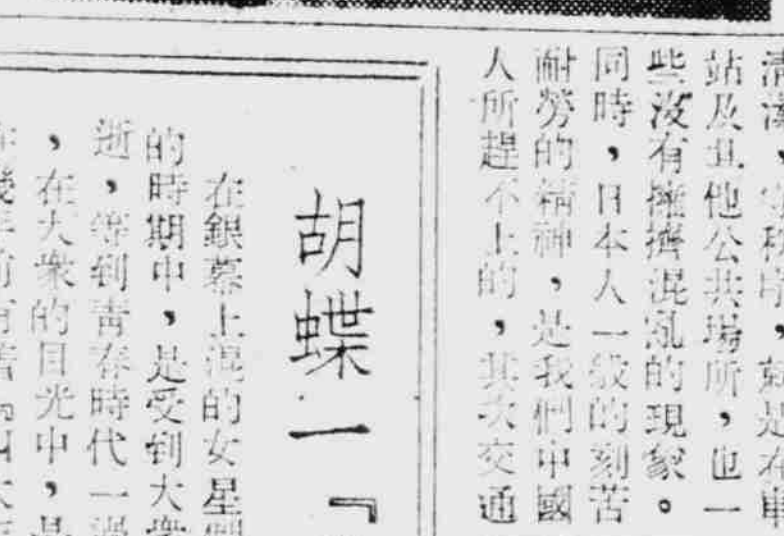 站及其他公共場所，也一
些沒有擁擠混亂的現象。
同時，日本人一般的刻苦
耐勞的精神，是我們中國
人所趕不上的，其次交通
胡蝶一『
在銀幕上混的女星
的時期中，是受到大衆
逝，等到青春時代一過
，在大衆的目光中，是